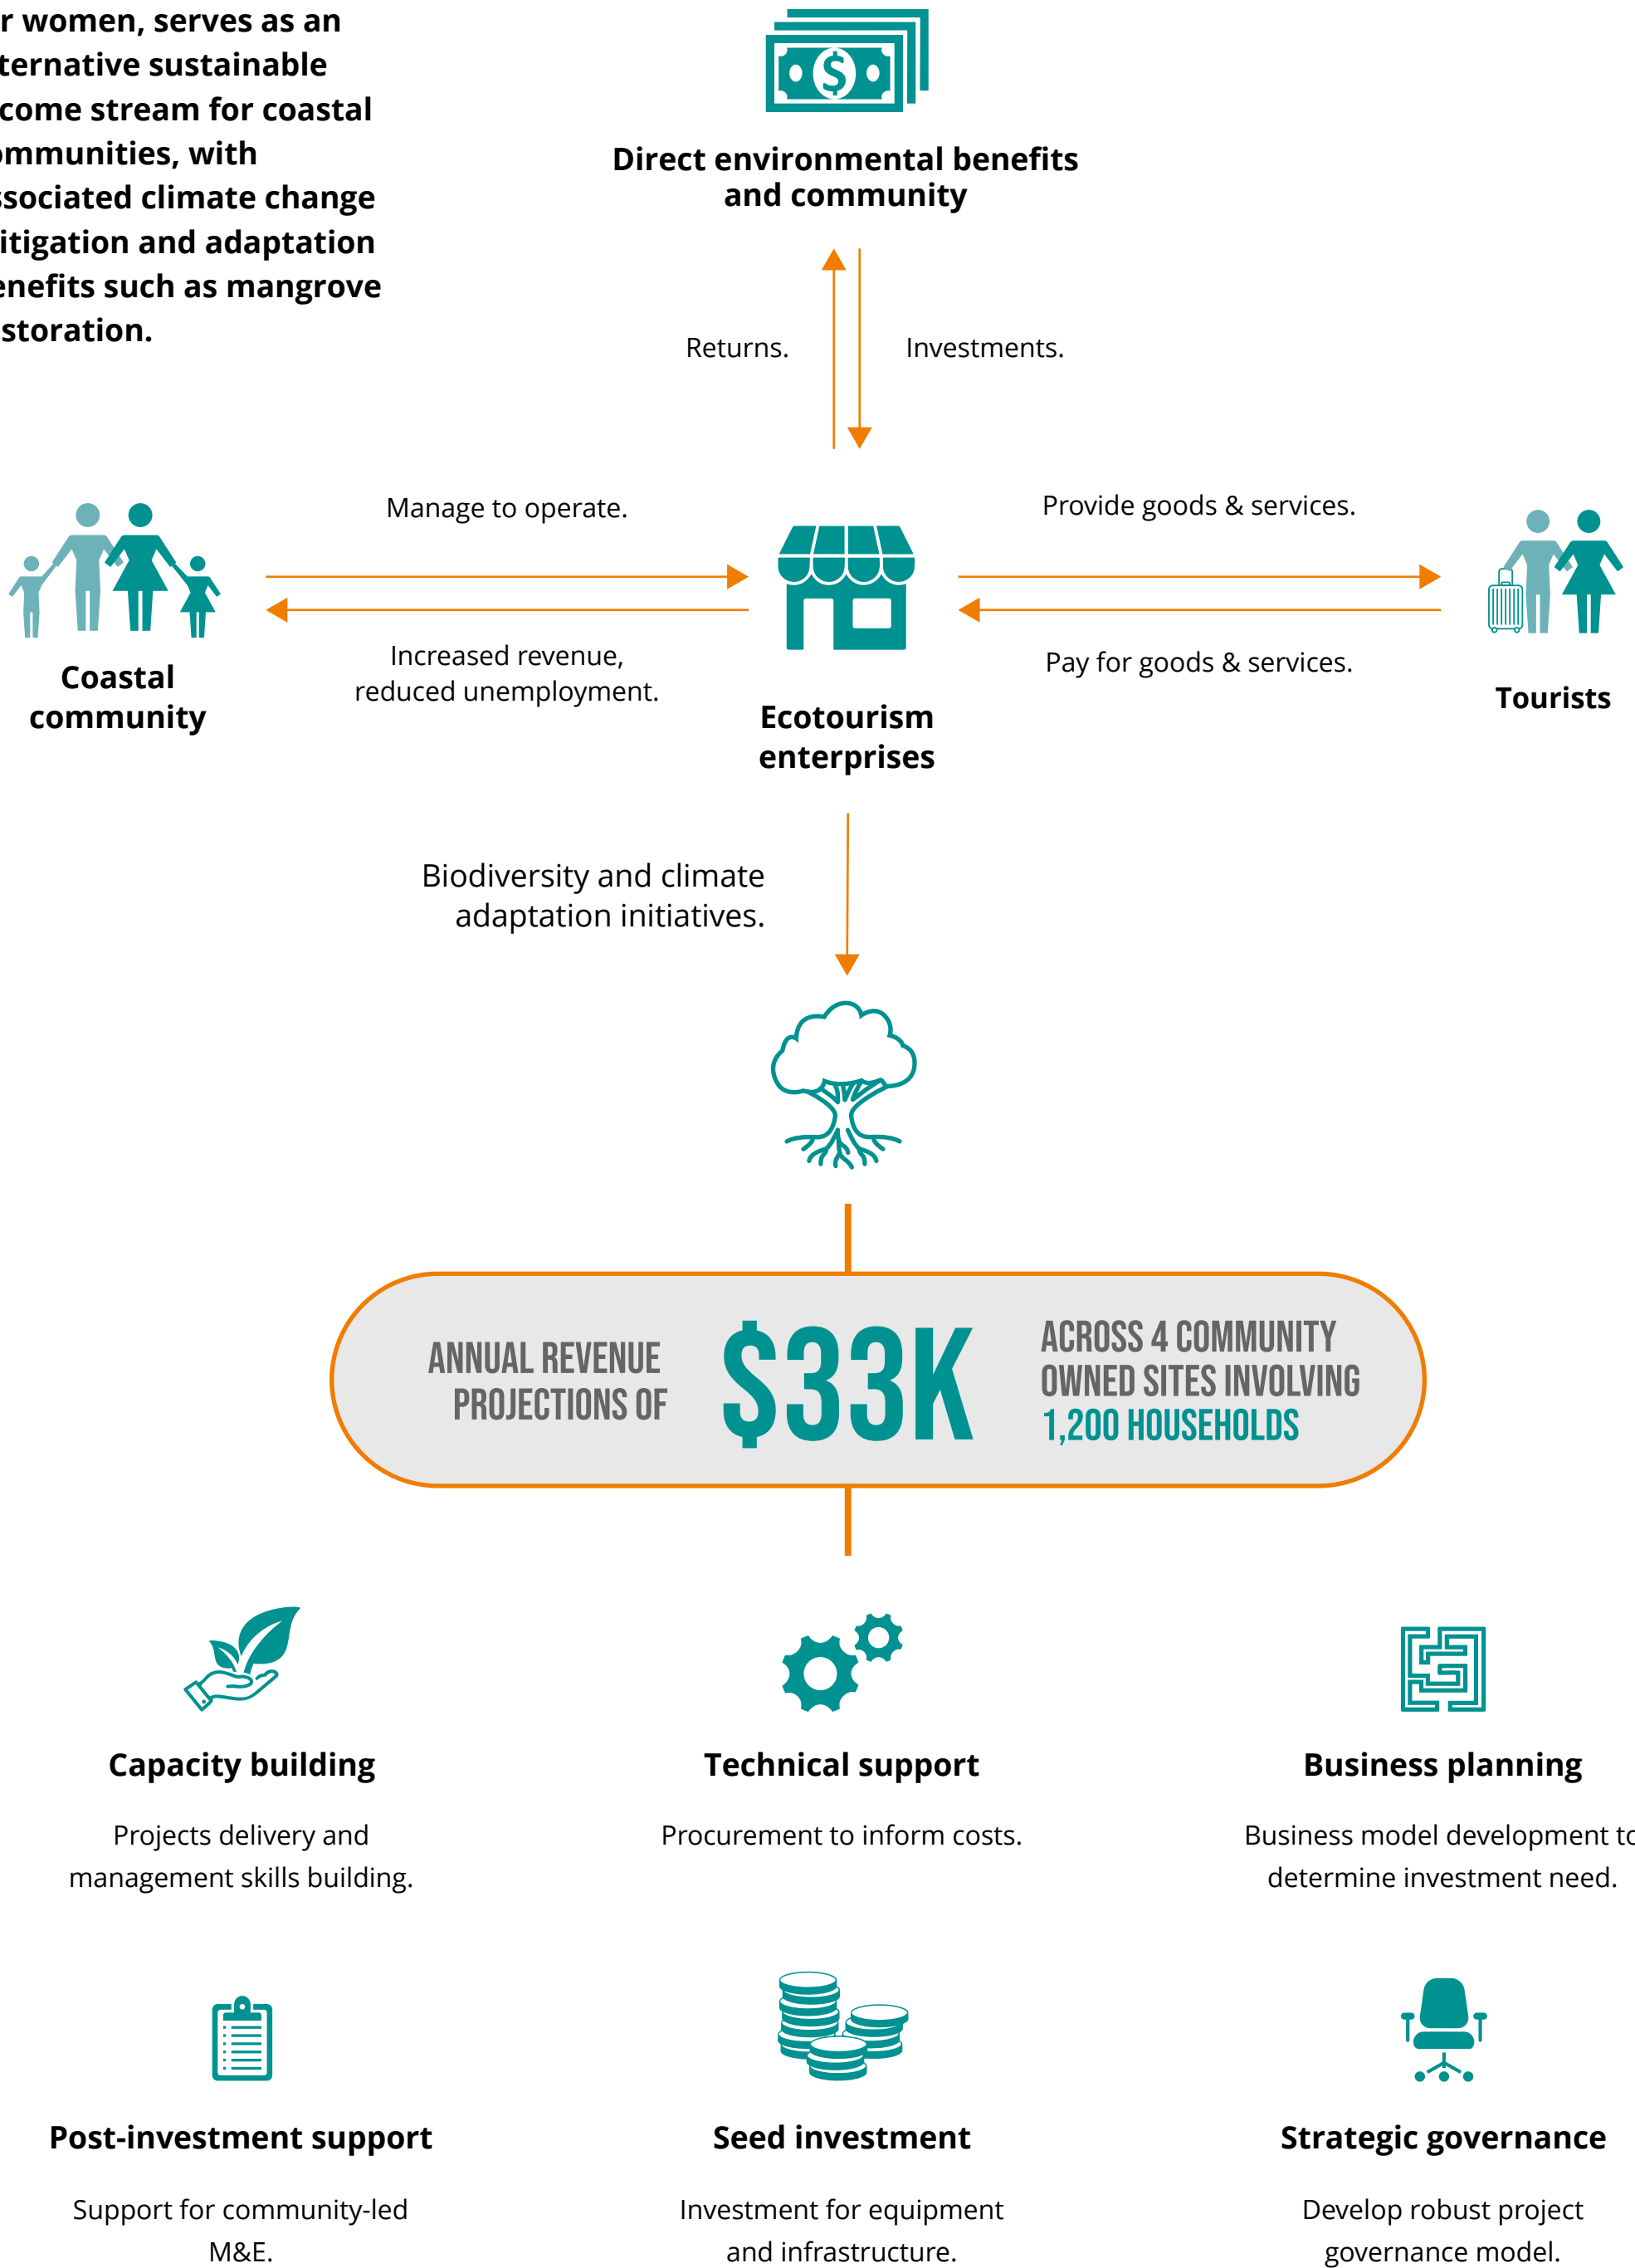 r women, serves as an
ternative sustainable
come stream for coastal
ommunities, with
ssociated climate change
itigation and adaptation
enefits such as mangrove
storation.
Direct environmental benefits
and community
Returns.
Investments.
Manage to operate.
Provide goods & services.
Increased revenue,
reduced unemployment.
Pay for goods & services.
Coastal
community
Ecotourism
enterprises
Tourists
Biodiversity and climate
adaptation initiatives.
ANNUAL REVENUE
PROJECTIONS OF
$33K
ACROSS 4 COMMUNITY
OWNED SITES INVOLVING
1,200 HOUSEHOLDS
Capacity building
Projects delivery and
management skills building.
Technical support
Procurement to inform costs.
Business planning
Business model development to
determine investment need.
Post-investment support
Support for community-led
M&E.
Seed investment
Investment for equipment
and infrastructure.
Strategic governance
Develop robust project
governance model.